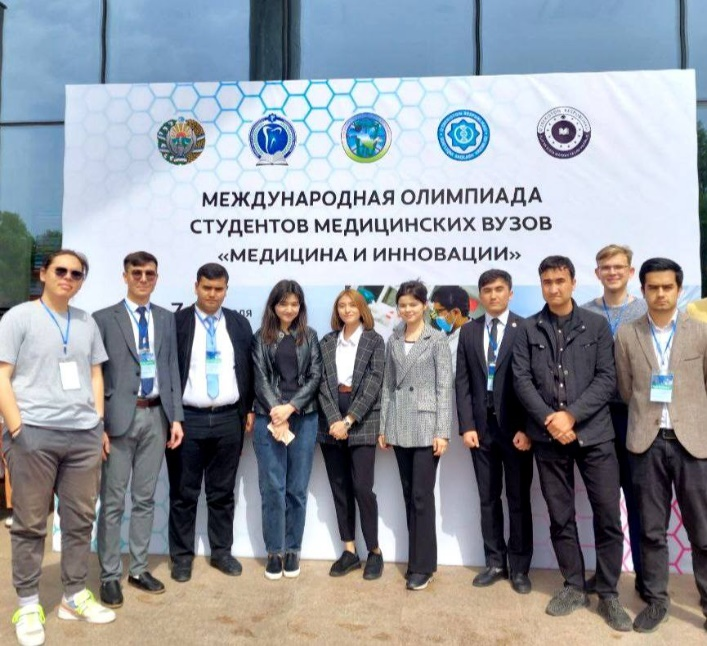 МЕЖДУНАРОДНАЯ ОЛИМПИАДА
СТУДЕНТОВ МЕДИЦИНСКИХ ВУЗОВ
«МЕДИЦИНА И ИННОВАЦИИ»